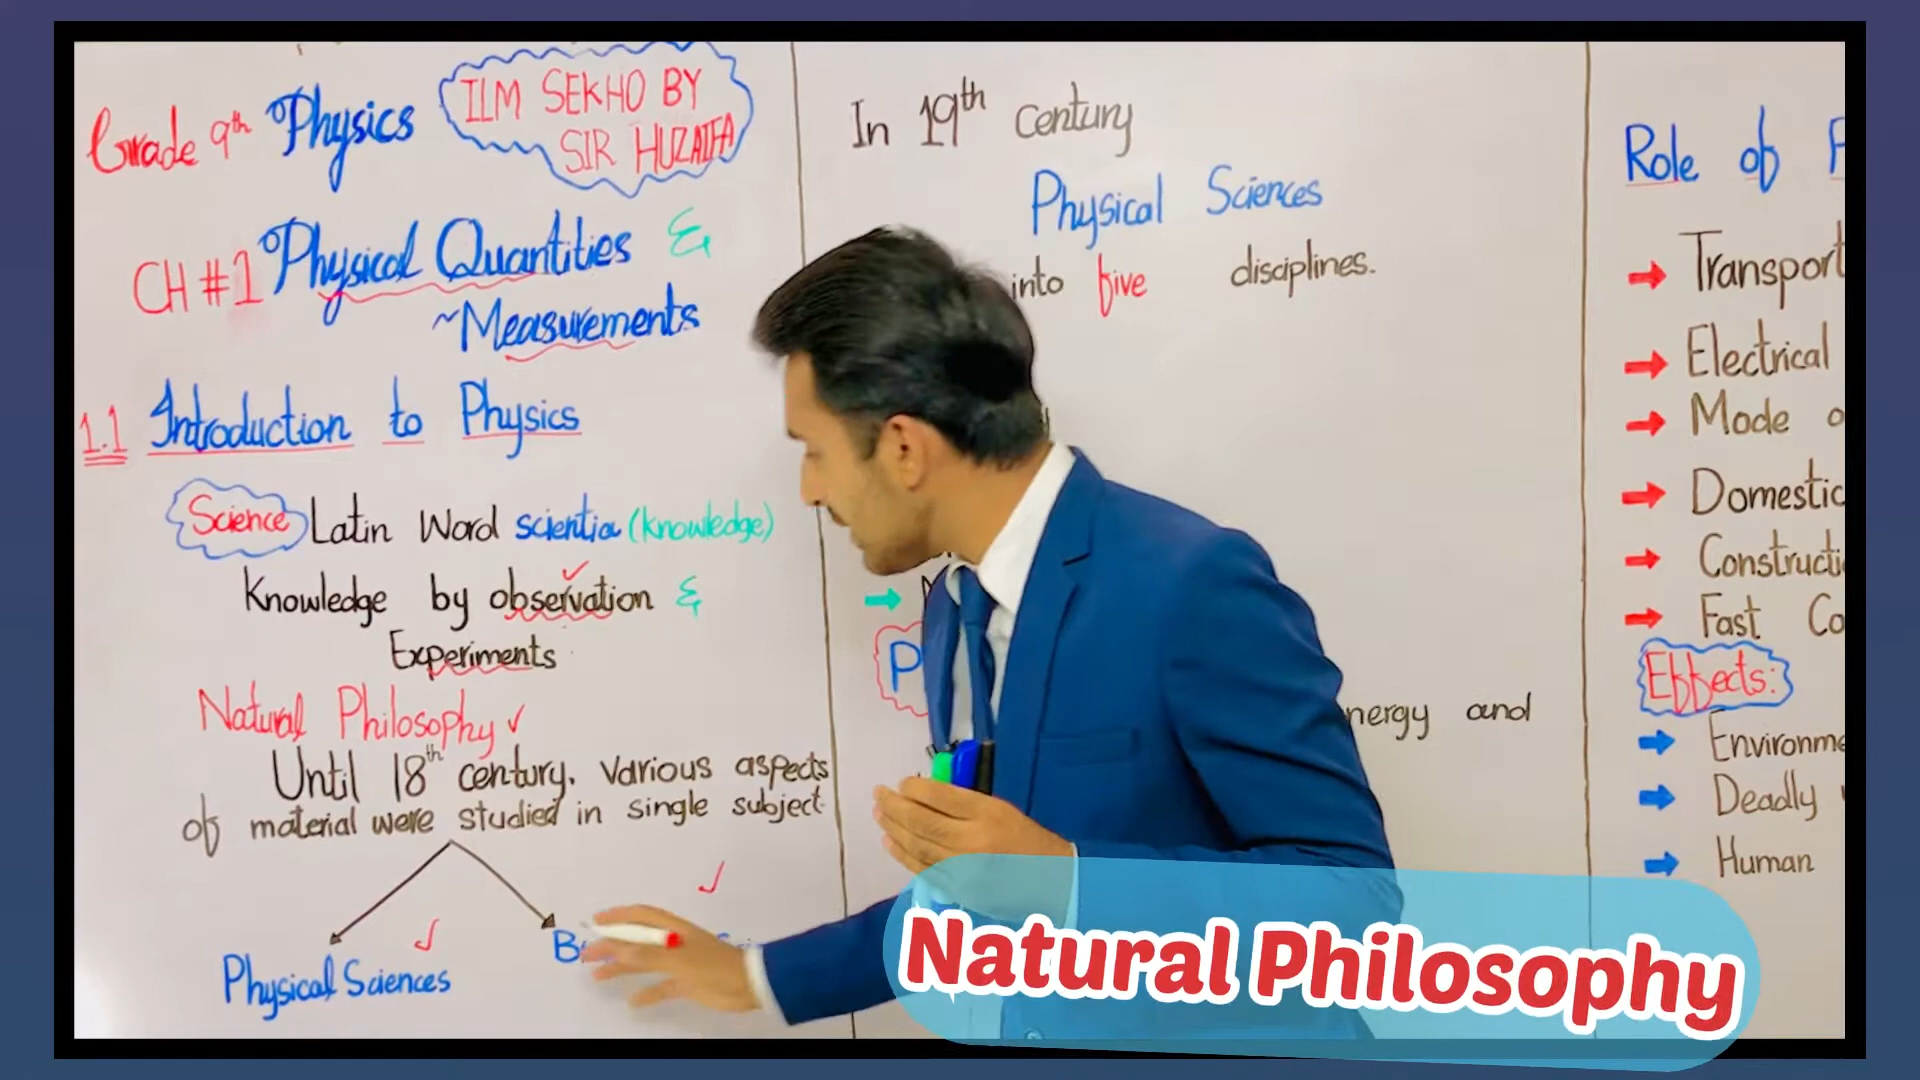 Grade 9th Physics
ILM SEKHO BY
SIR HUZAIFA
CH #1 Physical Quantities &
~Measurements
1.1 Introduction to Physics
Science Latin Word scientia (knowledge)
Knowledge by observation &
Experiments
Natural Philosophy
Until 18th century. Various aspects
of material were studied in single subject.
Physical Sciences
B
In 19th century
Physical Sciences
into five disciplines.
P
nergy and
Role of P
Transport
Electrical
Mode o
Domestic
Constructi
Fast Co
Effects:
Environme
Deadly
Human
Natural Philosophy